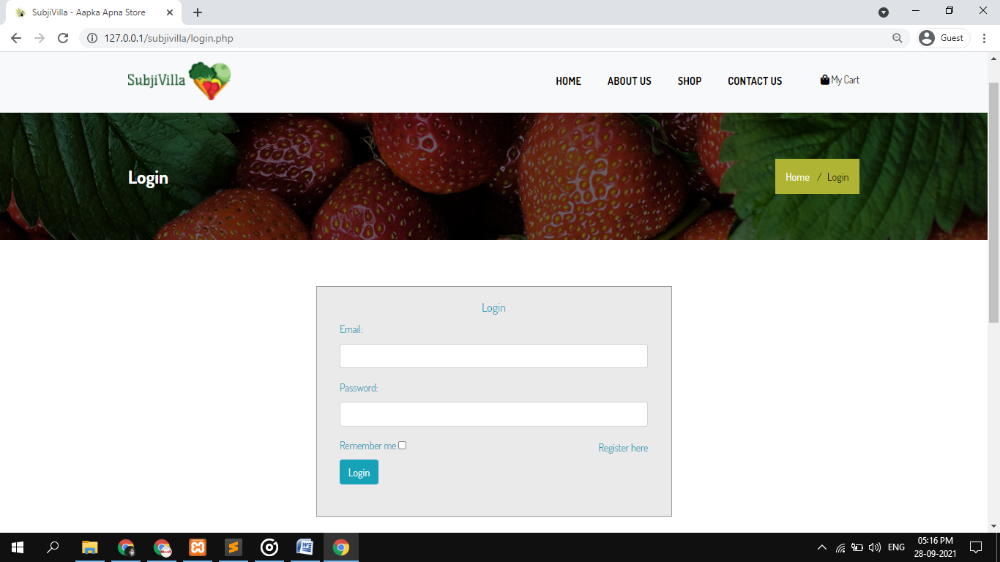 SubjiVilla - Aapka Apna Store
127.0.0.1/subjivilla/login.php
Guest
SubjiVilla
HOME ABOUT US SHOP CONTACT US My Cart
Login
Home / Login
Login
Email:
Password:
Remember me
Register here
Login
ENG
05:16 PM
28-09-2021